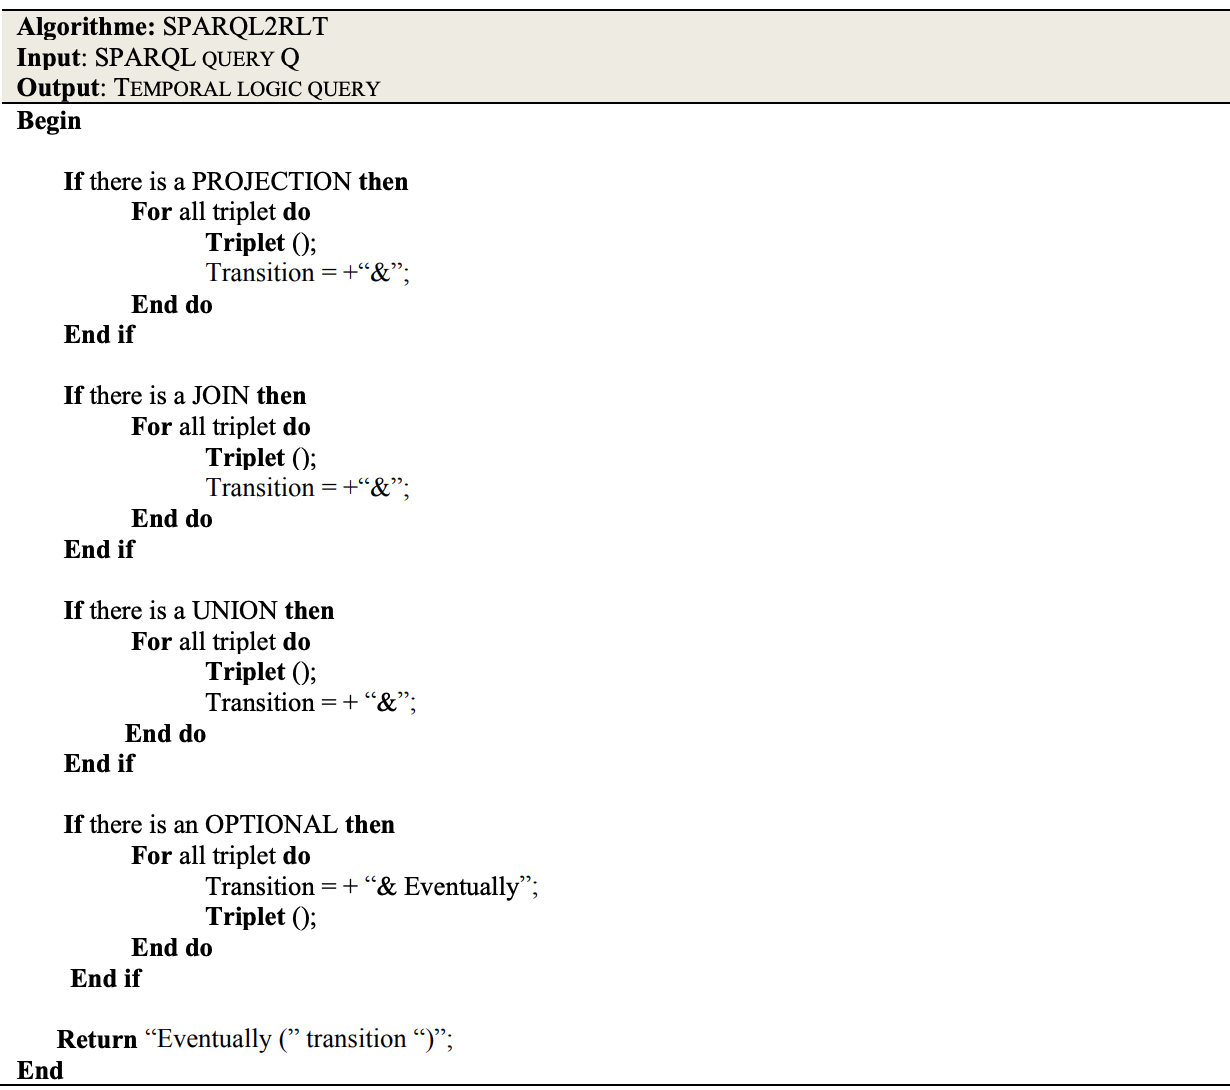 Algorithme: SPARQL2RLT
Input: SPARQL QUERY Q
Output: TEMPORAL LOGIC QUERY
Begin
If there is a PROJECTION then
For all triplet do
Triplet ();
Transition = +“&”;
End do
End if
If there is a JOIN then
For all triplet do
Triplet ();
Transition = +“&”;
End do
End if
If there is a UNION then
For all triplet do
Triplet ();
Transition = + “&”;
End do
End if
If there is an OPTIONAL then
For all triplet do
Transition = + “& Eventually”;
Triplet ();
End do
End if
Return “Eventually (” transition “)”;
End